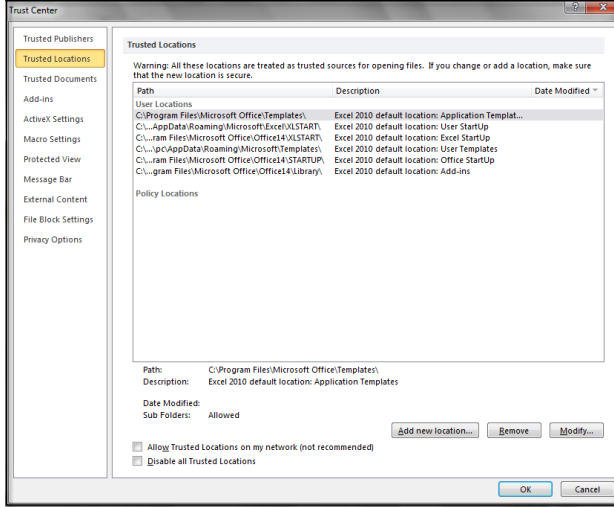 Trust Center
Trusted Publishers
Trusted Locations
Trusted Documents
Add-ins
ActiveX Settings
Macro Settings
Protected View
Message Bar
External Content
File Block Settings
Privacy Options
Trusted Locations
Warning: All these locations are treated as trusted sources for opening files. If you change or add a location, make sure
that the new location is secure.
Path Description Date Modified
User Locations
C:\Program Files\Microsoft Office\Templates\ Excel 2010 default location: Application Templat...
C:\...AppData\Roaming\Microsoft\Excel\XLSTART\ Excel 2010 default location: User StartUp
C:\...ram Files\Microsoft Office\Office14\XLSTART\ Excel 2010 default location: Excel StartUp
C:\...\pc\AppData\Roaming\Microsoft\Templates\ Excel 2010 default location: User Templates
C:\...ram Files\Microsoft Office\Office14\STARTUP\ Excel 2010 default location: Office StartUp
C:\...gram Files\Microsoft Office\Office14\Library\ Excel 2010 default location: Add-ins
Policy Locations
Path: C:\Program Files\Microsoft Office\Templates\
Description: Excel 2010 default location: Application Templates
Date Modified:
Sub Folders: Allowed
Add new location... Remove Modify...
Allow Trusted Locations on my network (not recommended)
Disable all Trusted Locations
OK Cancel